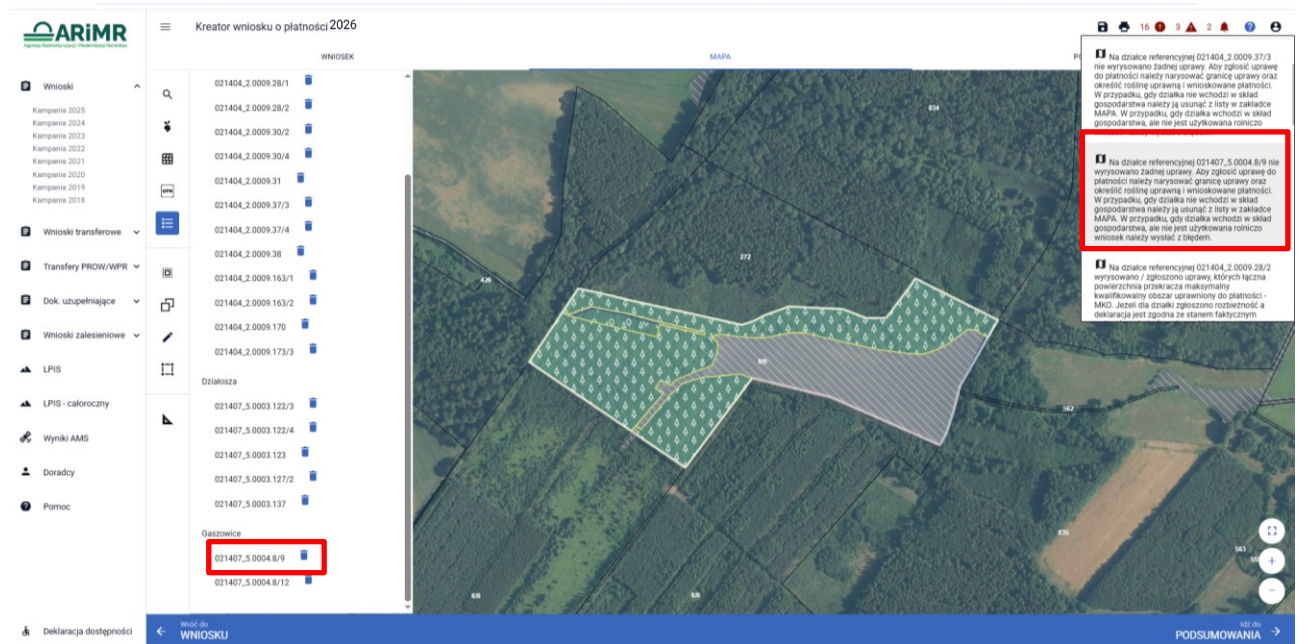 ARiMR
Agencja Restrukturyzacji i Modernizacji Rolnictwa
Kreator wniosku o płatności 2026
16 3 2
WNIOSEK
MAPA
Wnioski
Kampania 2025
Kampania 2024
Kampania 2023
Kampania 2022
Kampania 2021
Kampania 2020
Kampania 2019
Kampania 2018
Wnioski transferowe
Transfery PROW/WPR
Dok. uzupełniające
Wnioski zalesieniowe
LPIS
LPIS - całoroczny
Wyniki AMS
Doradcy
Pomoc
Deklaracja dostępności
021404_2.0009.28/1
021404_2.0009.28/2
021404_2.0009.30/2
021404_2.0009.30/4
021404_2.0009.31
021404_2.0009.37/3
021404_2.0009.37/4
021404_2.0009.38
021404_2.0009.163/1
021404_2.0009.163/2
021404_2.0009.170
021404_2.0009.173/3
Działosza
021407_5.0003.122/3
021407_5.0003.122/4
021407_5.0003.123
021407_5.0003.127/2
021407_5.0003.137
Gaszowice
021407_5.0004.8/9
021407_5.0004.8/12
834
272
426
8/9
562
835
563
8/8
8/6
Na działce referencyjnej 021404_2.0009.37/3
nie wyrysowano żadnej uprawy. Aby zgłosić uprawę
do płatności należy narysować granicę uprawy oraz
określić roślinę uprawną i wnioskowane płatności.
W przypadku, gdy działka nie wchodzi w skład
gospodarstwa należy ją usunąć z listy w zakładce
MAPA. W przypadku, gdy działka wchodzi w skład
gospodarstwa, ale nie jest użytkowana rolniczo
Na działce referencyjnej 021407_5.0004.8/9 nie
wyrysowano żadnej uprawy. Aby zgłosić uprawę do
płatności należy narysować granicę uprawy oraz
określić roślinę uprawną i wnioskowane płatności.
W przypadku, gdy działka nie wchodzi w skład
gospodarstwa należy ją usunąć z listy w zakładce
MAPA. W przypadku, gdy działka wchodzi w skład
gospodarstwa, ale nie jest użytkowana rolniczo
wniosek należy wysłać z błędem.
Na działce referencyjnej 021404_2.0009.28/2
wyrysowano / zgłoszono uprawy, których łączna
powierzchnia przekracza maksymalny
kwalifikowalny obszar uprawniony do płatności -
MKO. Jeżeli dla działki zgłoszono rozbieżność a
deklaracja jest zgodna ze stanem faktycznym
Wróć do
WNIOSKU
Idź do
PODSUMOWANIA